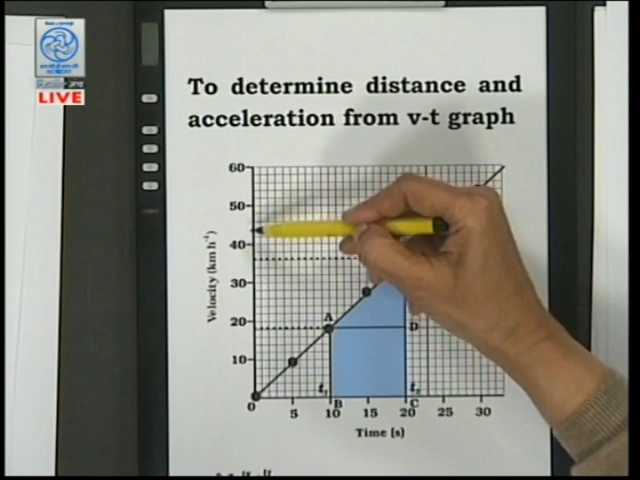 LIVE
To determine distance and
acceleration from v-t graph
60
50
40
30
20
10
0
Velocity (km h⁻¹)
A
D
t₁
t₂
B
C
5
10
15
20
25
30
Time (s)